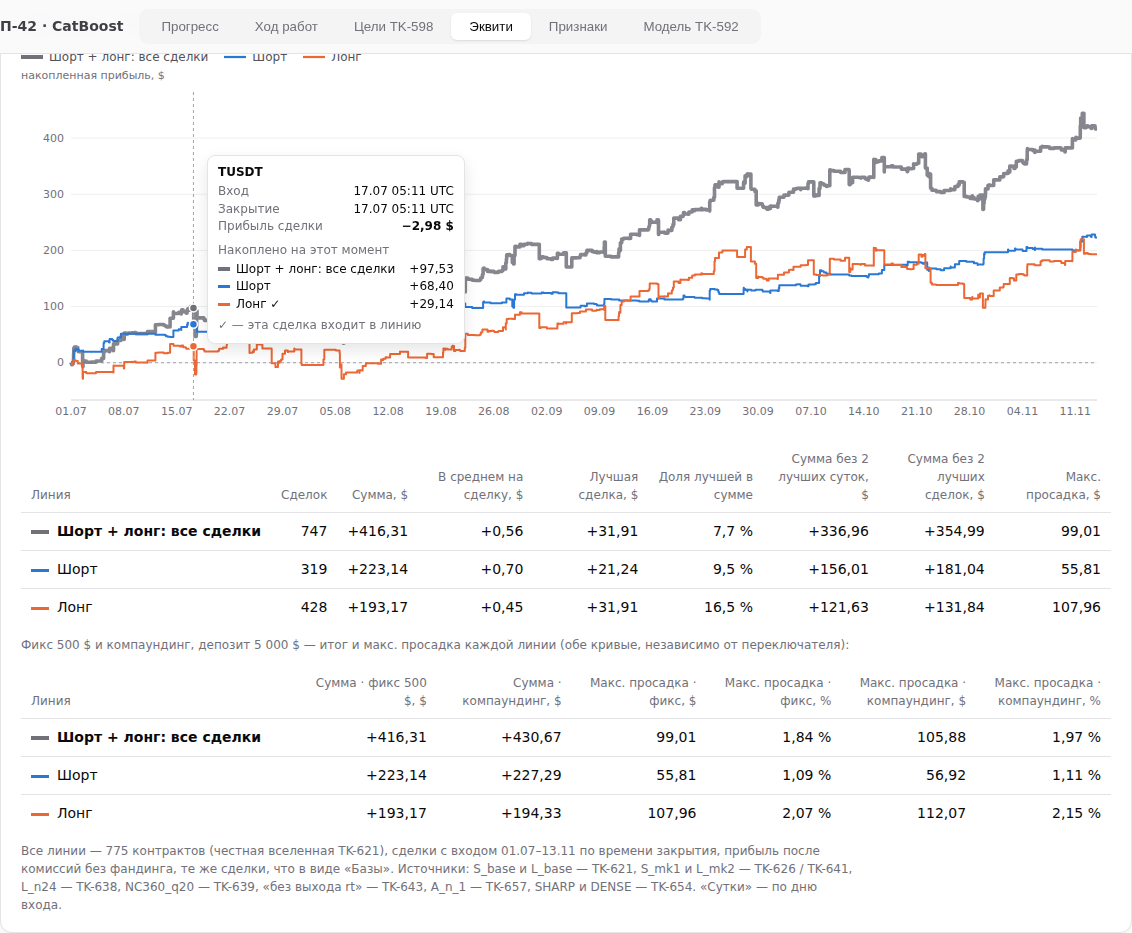 П-42 · CatBoost
Прогресс
Ход работ
Цели TK-598
Эквити
Признаки
Модель TK-592
Шорт + лонг: все сделки
Шорт
Лонг
накопленная прибыль, $
400
300
200
100
0
TUSDT
Вход 17.07 05:11 UTC
Закрытие 17.07 05:11 UTC
Прибыль сделки −2,98 $
Накоплено на этот момент
Шорт + лонг: все сделки +97,53
Шорт +68,40
Лонг ✓ +29,14
✓ — эта сделка входит в линию
01.07 08.07 15.07 22.07 29.07 05.08 12.08 19.08 26.08 02.09 09.09 16.09 23.09 30.09 07.10 14.10 21.10 28.10 04.11 11.11
Линия
Сделок
Сумма, $
В среднем на
сделку, $
Лучшая
сделка, $
Доля лучшей в
сумме
Сумма без 2
лучших суток,
$
Сумма без 2
лучших
сделок, $
Макс.
просадка, $
Шорт + лонг: все сделки 747 +416,31 +0,56 +31,91 7,7 % +336,96 +354,99 99,01
Шорт 319 +223,14 +0,70 +21,24 9,5 % +156,01 +181,04 55,81
Лонг 428 +193,17 +0,45 +31,91 16,5 % +121,63 +131,84 107,96
Фикс 500 $ и компаундинг, депозит 5 000 $ — итог и макс. просадка каждой линии (обе кривые, независимо от переключателя):
Линия
Сумма · фикс 500
$, $
Сумма ·
компаундинг, $
Макс. просадка ·
фикс, $
Макс. просадка ·
фикс, %
Макс. просадка ·
компаундинг, $
Макс. просадка ·
компаундинг, %
Шорт + лонг: все сделки +416,31 +430,67 99,01 1,84 % 105,88 1,97 %
Шорт +223,14 +227,29 55,81 1,09 % 56,92 1,11 %
Лонг +193,17 +194,33 107,96 2,07 % 112,07 2,15 %
Все линии — 775 контрактов (честная вселенная TK-621), сделки с входом 01.07–13.11 по времени закрытия, прибыль после
комиссий без фандинга, те же сделки, что в виде «Базы». Источники: S_base и L_base — TK-621, S_mk1 и L_mk2 — TK-626 / TK-641,
L_n24 — TK-638, NC360_q20 — TK-639, «без выхода rt» — TK-643, A_n_1 — TK-657, SHARP и DENSE — TK-654. «Сутки» — по дню
входа.